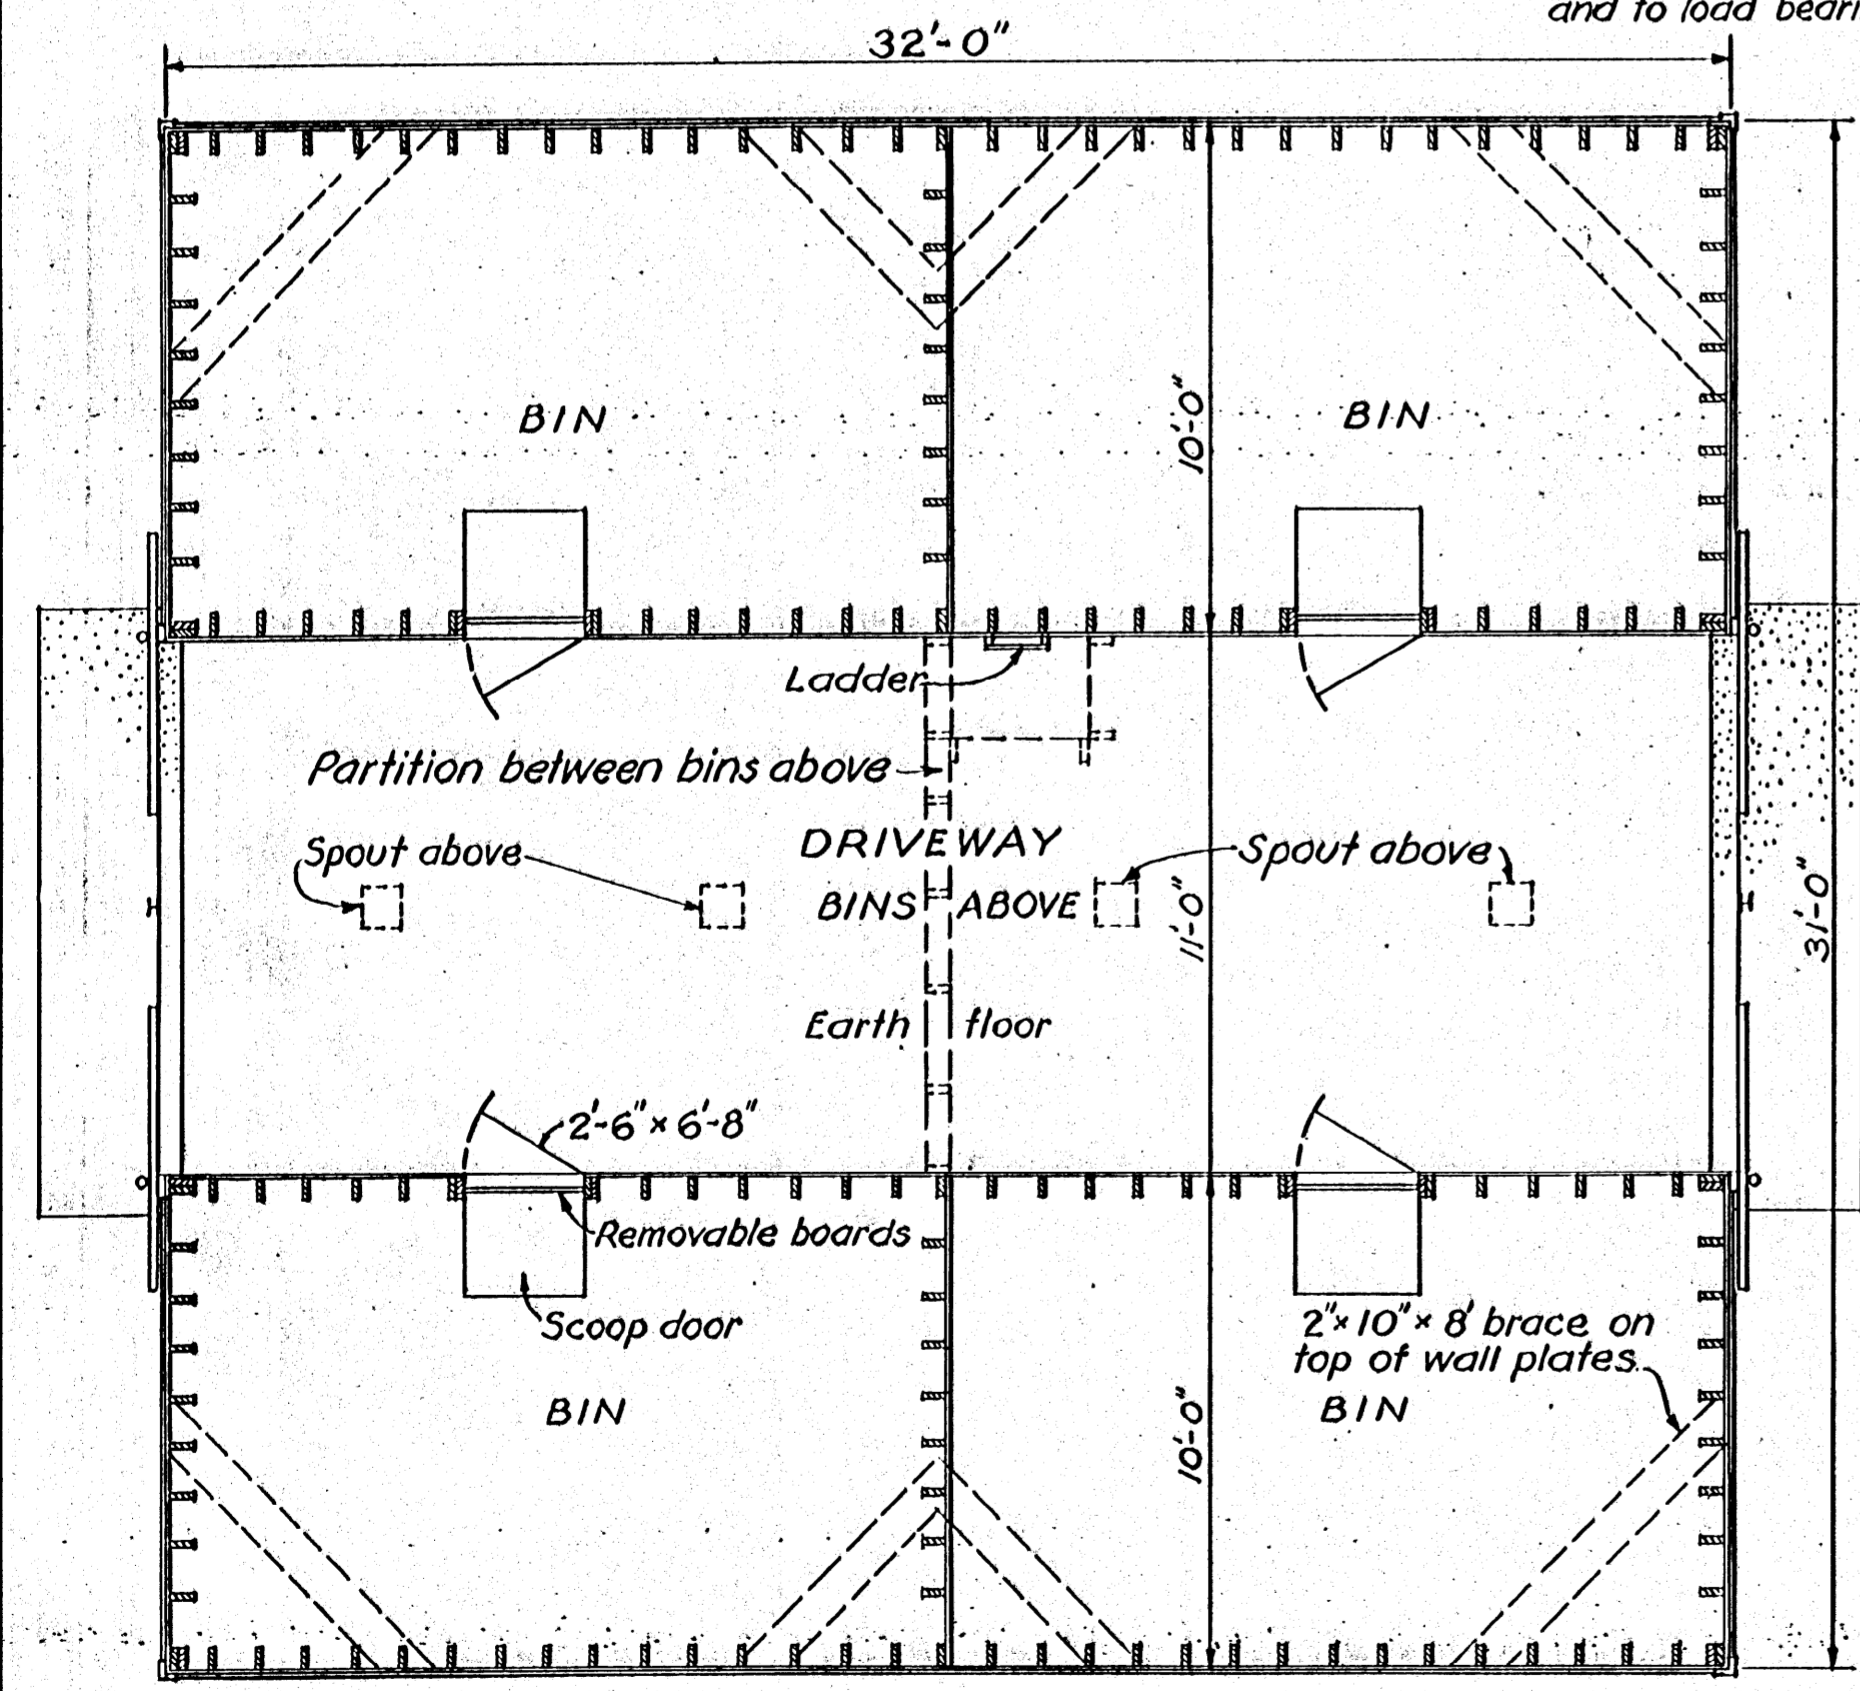 and to load beari
32'-0"
BIN
BIN
10'-0"
Ladder
Partition between bins above
DRIVEWAY
Spout above
Spout above
BINS ABOVE
11'-0"
31'-0"
Earth floor
2'-6" × 6'-8"
Removable boards
Scoop door
2" × 10" × 8' brace on
top of wall plates.
BIN
BIN
10'-0"